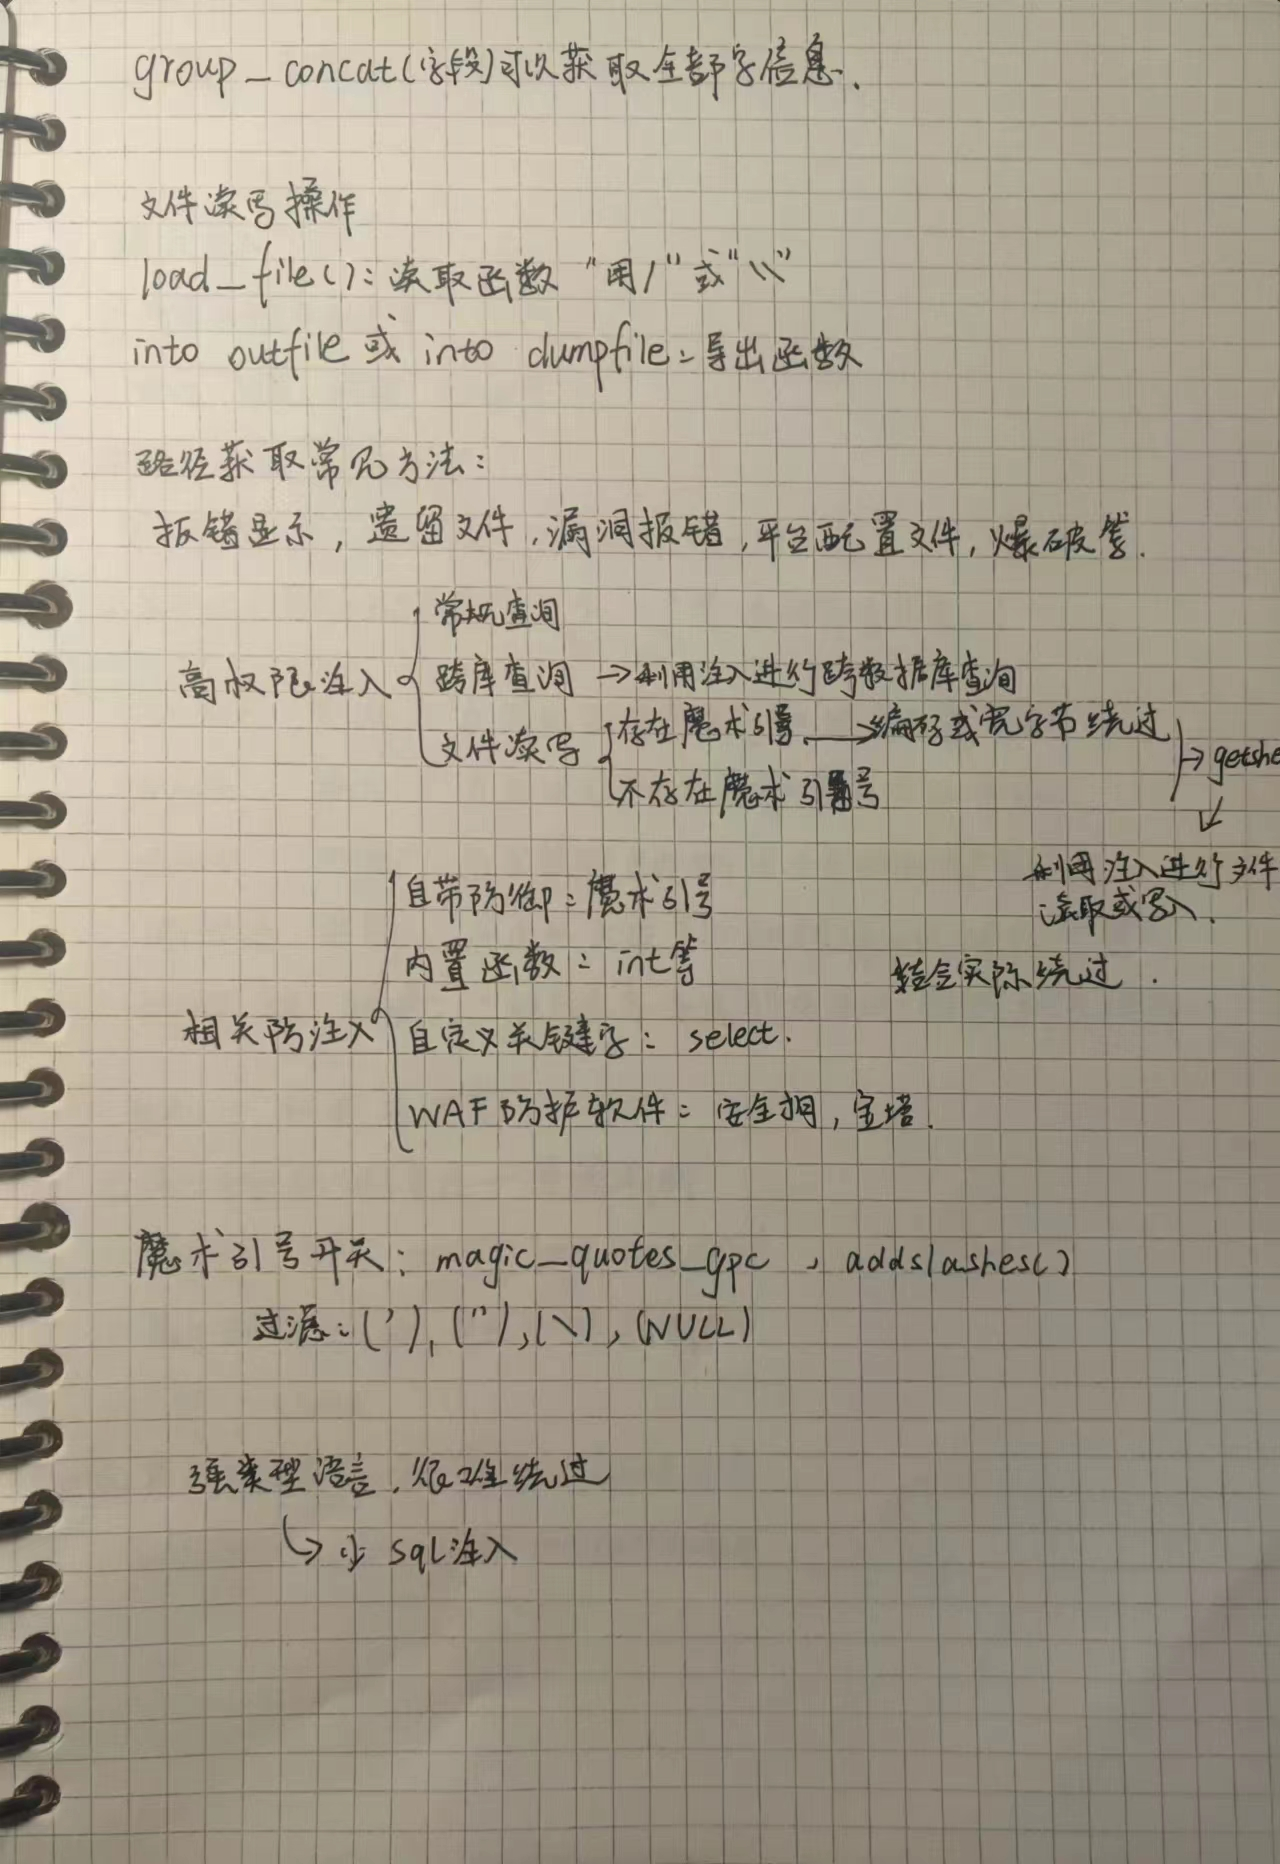 group_concat(字段)可以获取全部字信息.
文件读写操作
load_file():读取函数 "用/"或"\\"
into outfile 或 into dumpfile:导出函数
路径获取常见方法:
报错显示,遗留文件,漏洞报错,平台配置文件,爆破等.
高权限注入
常规查询
跨库查询 →利用注入进行跨数据库查询
文件读写
存在魔术引号 →编码或宽字节绕过
不存在魔术引号
→getshe
↓
利用注入进行文件
读取或写入.
相关防注入
自带防御:魔术引号
内置函数:int等
结合实际绕过.
自定义关键字:select.
WAF防护软件:安全狗,宝塔.
魔术引号开关:magic_quotes_gpc ,addslashes()
过滤:('),("),(\),(NULL)
强类型语言,很难绕过
↳少 sql注入